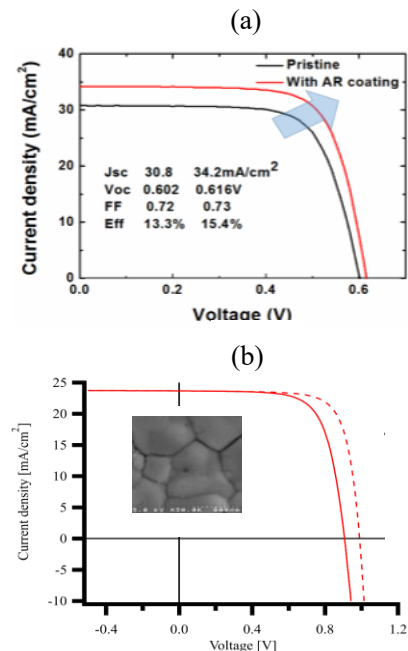 (a)
40
30
20
10
0
Current density (mA/cm²)
Pristine
With AR coating
Jsc 30.8 34.2mA/cm²
Voc 0.602 0.616V
FF 0.72 0.73
Eff 13.3% 15.4%
0.0 0.2 0.4 0.6
Voltage (V)
(b)
25
20
15
10
5
0
-5
-10
Current density [mA/cm²]
-0.4 0.0 0.4 0.8 1.2
Voltage [V]